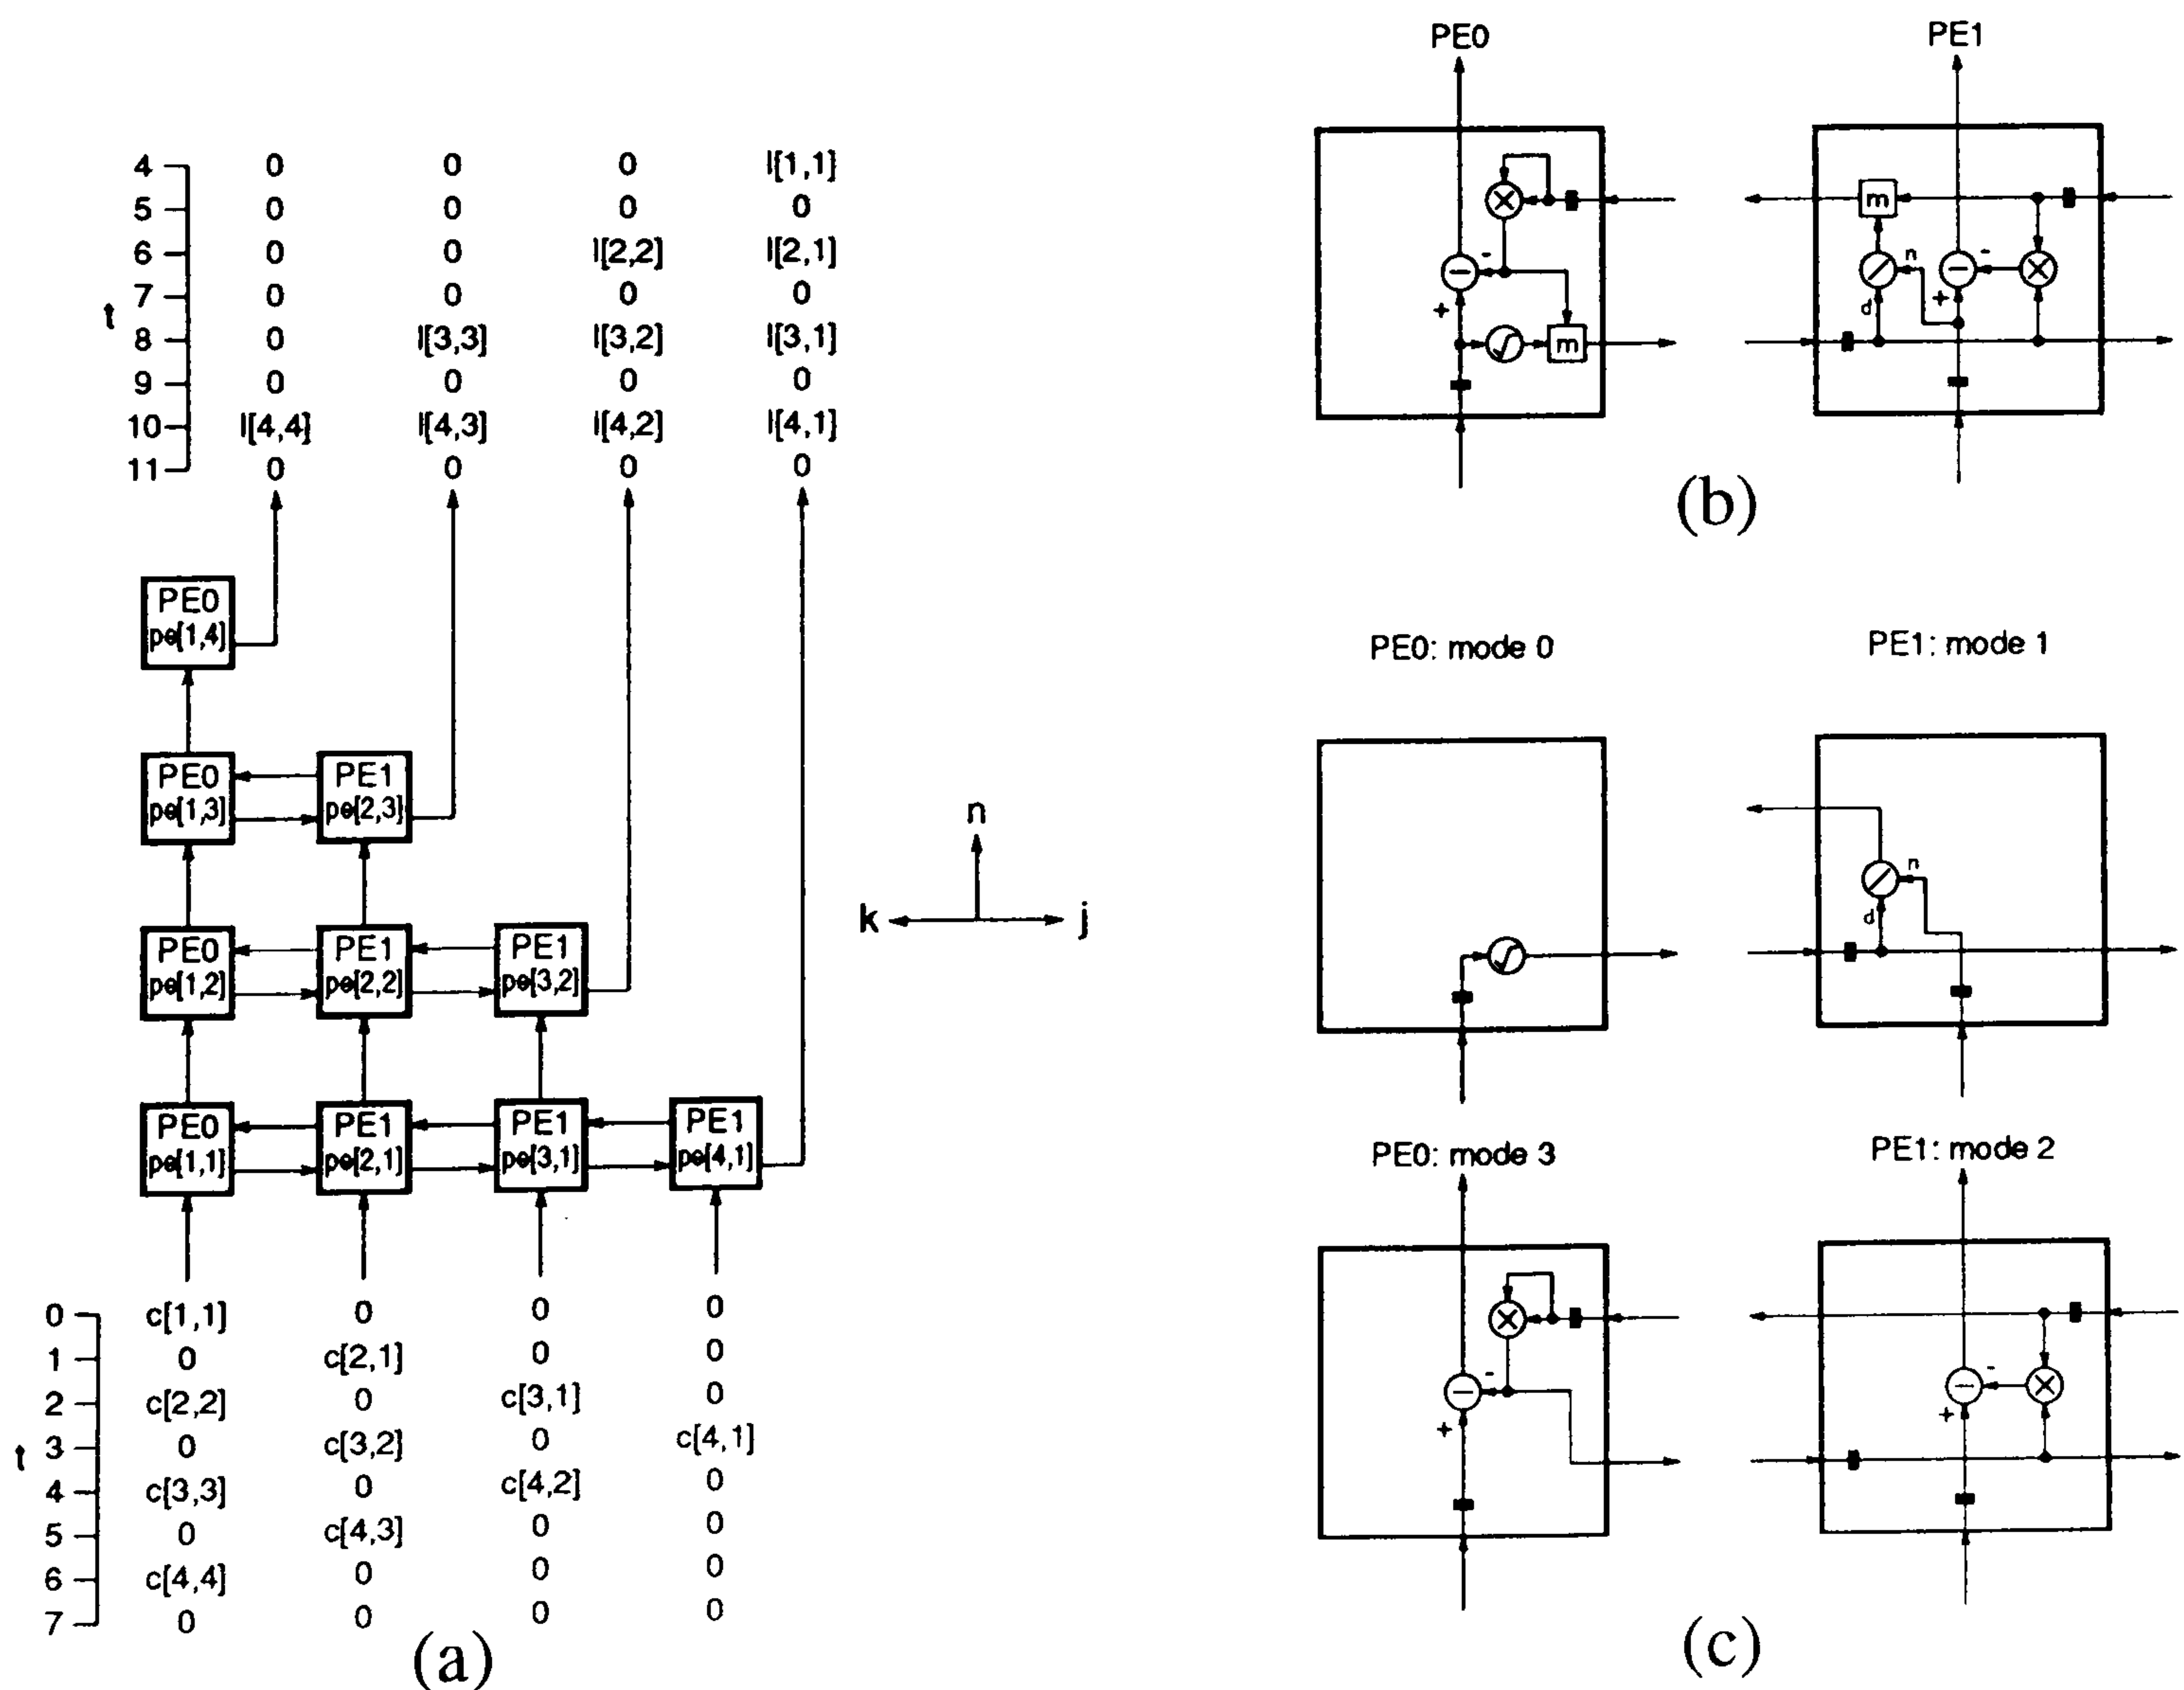 4 0 0 0 l[1,1]
5 0 0 0 0
6 0 0 l[2,2] l[2,1]
7 0 0 0 0
t
8 0 l[3,3] l[3,2] l[3,1]
9 0 0 0 0
10 l[4,4] l[4,3] l[4,2] l[4,1]
11 0 0 0 0
PE0
pe[1,4]
PE0 PE1
pe[1,3] pe[2,3]
PE0 PE1 PE1
pe[1,2] pe[2,2] pe[3,2]
PE0 PE1 PE1 PE1
pe[1,1] pe[2,1] pe[3,1] pe[4,1]
n
k j
0 c[1,1] 0 0 0
1 0 c[2,1] 0 0
2 c[2,2] 0 c[3,1] 0
3 0 c[3,2] 0 c[4,1]
t
4 c[3,3] 0 c[4,2] 0
5 0 c[4,3] 0 0
6 c[4,4] 0 0 0
7 0 0 0 0
(a)
PE0 PE1
× - + √ m
m / n d - + - ×
(b)
PE0: mode 0 PE1: mode 1
√
/ n d
PE0: mode 3 PE1: mode 2
× - - +
- - + ×
(c)